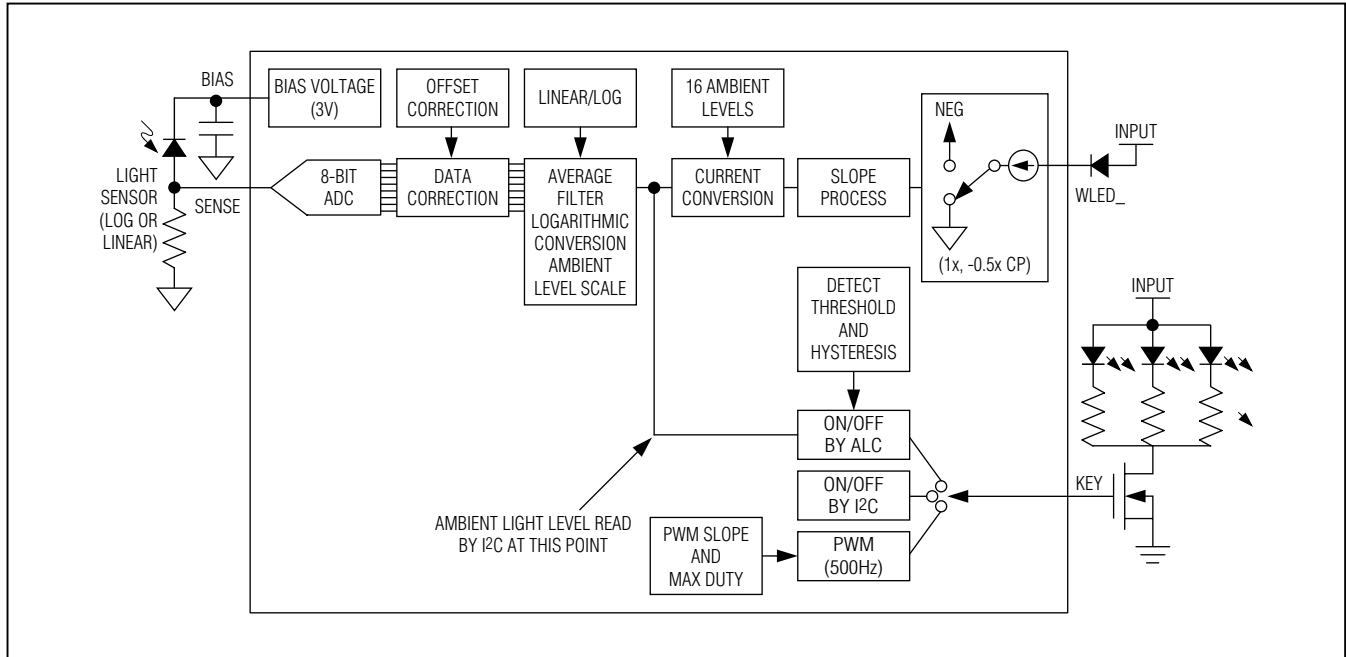 BIAS
BIAS VOLTAGE
(3V)
OFFSET
CORRECTION
LINEAR/LOG
16 AMBIENT
LEVELS
NEG
INPUT
LIGHT
SENSOR
(LOG OR
LINEAR)
SENSE
8-BIT
ADC
DATA
CORRECTION
AVERAGE
FILTER
LOGARITHMIC
CONVERSION
AMBIENT
LEVEL SCALE
CURRENT
CONVERSION
SLOPE
PROCESS
WLED_
(1x, -0.5x CP)
DETECT
THRESHOLD
AND
HYSTERESIS
INPUT
ON/OFF
BY ALC
ON/OFF
BY I²C
KEY
AMBIENT LIGHT LEVEL READ
BY I²C AT THIS POINT
PWM SLOPE
AND
MAX DUTY
PWM
(500Hz)